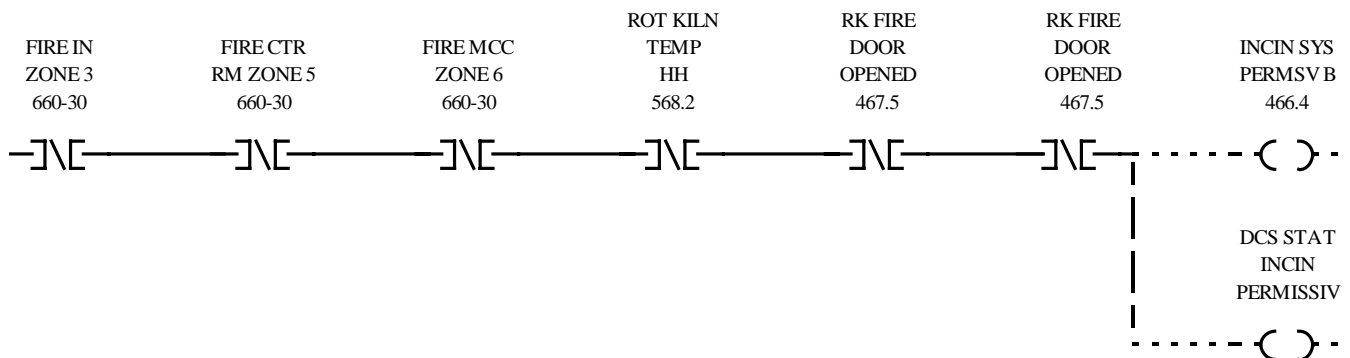 FIRE IN
ZONE 3
660-30
FIRE CTR
RM ZONE 5
660-30
FIRE MCC
ZONE 6
660-30
ROT KILN
TEMP
HH
568.2
RK FIRE
DOOR
OPENED
467.5
RK FIRE
DOOR
OPENED
467.5
INCIN SYS
PERMSV B
466.4
DCS STAT
INCIN
PERMISSIV